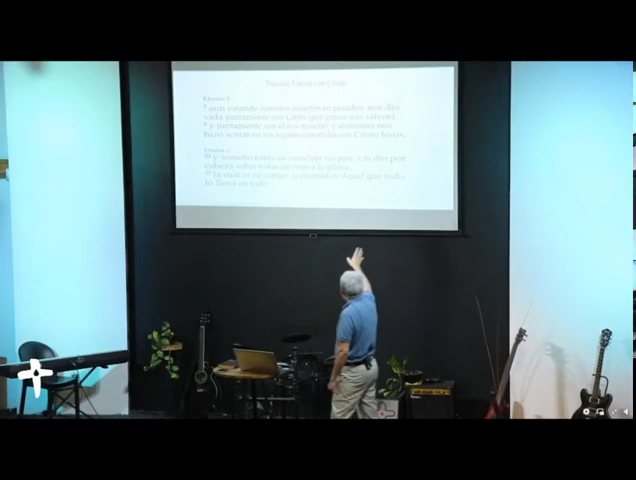 Nuestra Unión con Cristo
Efesios 2
5 aun estando nosotros muertos en pecados, nos dio
vida juntamente con Cristo (por gracia sois salvos),
6 y juntamente con él nos resucitó, y asimismo nos
hizo sentar en los lugares celestiales con Cristo Jesús,
Efesios 1
22 y sometió todas las cosas bajo sus pies, y lo dio por
cabeza sobre todas las cosas a la iglesia,
23 la cual es su cuerpo, la plenitud de Aquel que todo
lo llena en todo.